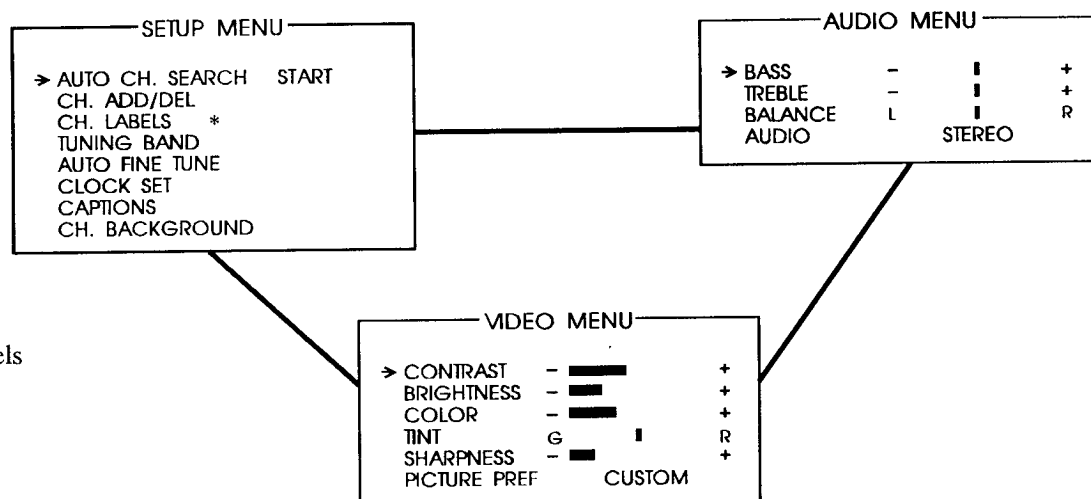 SETUP MENU
→ AUTO CH. SEARCH START
CH. ADD/DEL
CH. LABELS *
TUNING BAND
AUTO FINE TUNE
CLOCK SET
CAPTIONS
CH. BACKGROUND
AUDIO MENU
→ BASS - +
TREBLE - +
BALANCE L R
AUDIO STEREO
els
VIDEO MENU
→ CONTRAST - +
BRIGHTNESS - +
COLOR - +
TINT G R
SHARPNESS - +
PICTURE PREF CUSTOM